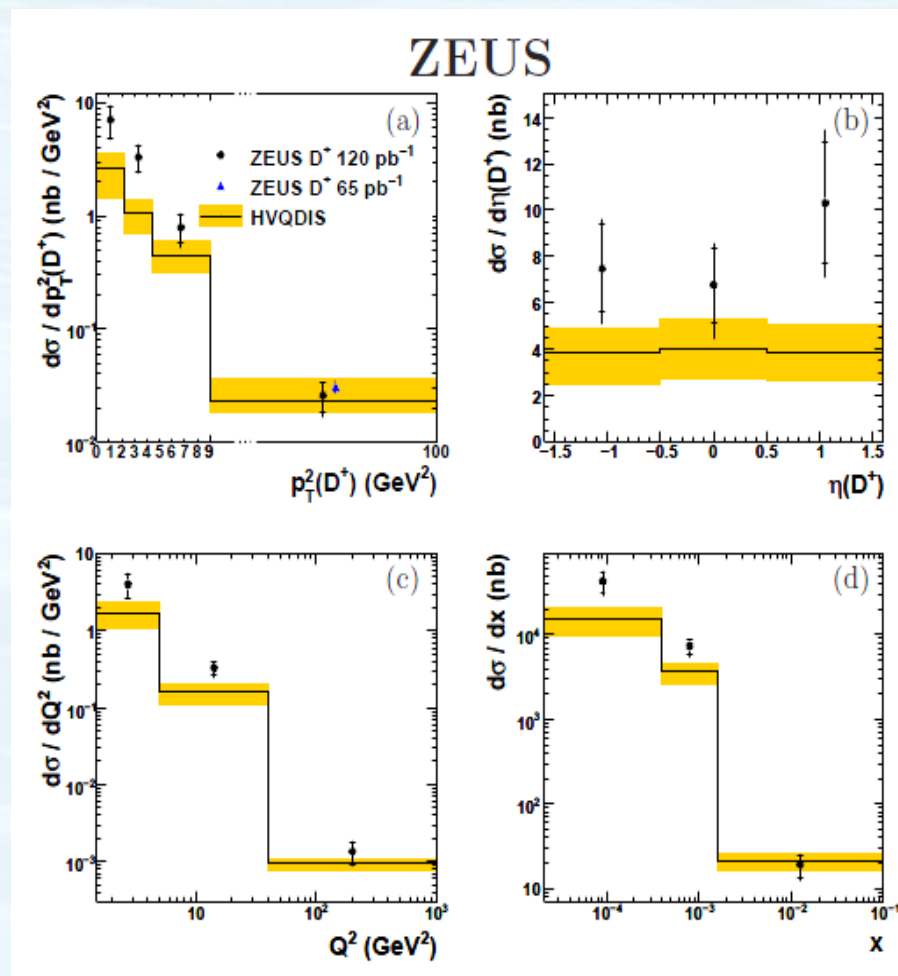 ZEUS
(a)
dσ / dp²_T(D⁺) (nb / GeV²)
10
1
10⁻¹
10⁻²
ZEUS D⁺ 120 pb⁻¹
ZEUS D⁺ 65 pb⁻¹
HVQDIS
0 1 2 3 4 5 6 7 8 9 100
p²_T(D⁺) (GeV²)
(b)
dσ / dη(D⁺) (nb)
14
12
10
8
6
4
2
0
−1.5 −1 −0.5 0 0.5 1 1.5
η(D⁺)
(c)
dσ / dQ² (nb / GeV²)
10
1
10⁻¹
10⁻²
10⁻³
10 10² 10³
Q² (GeV²)
(d)
dσ / dx (nb)
10⁴
10³
10²
10
10⁻⁴ 10⁻³ 10⁻² 10⁻¹
x